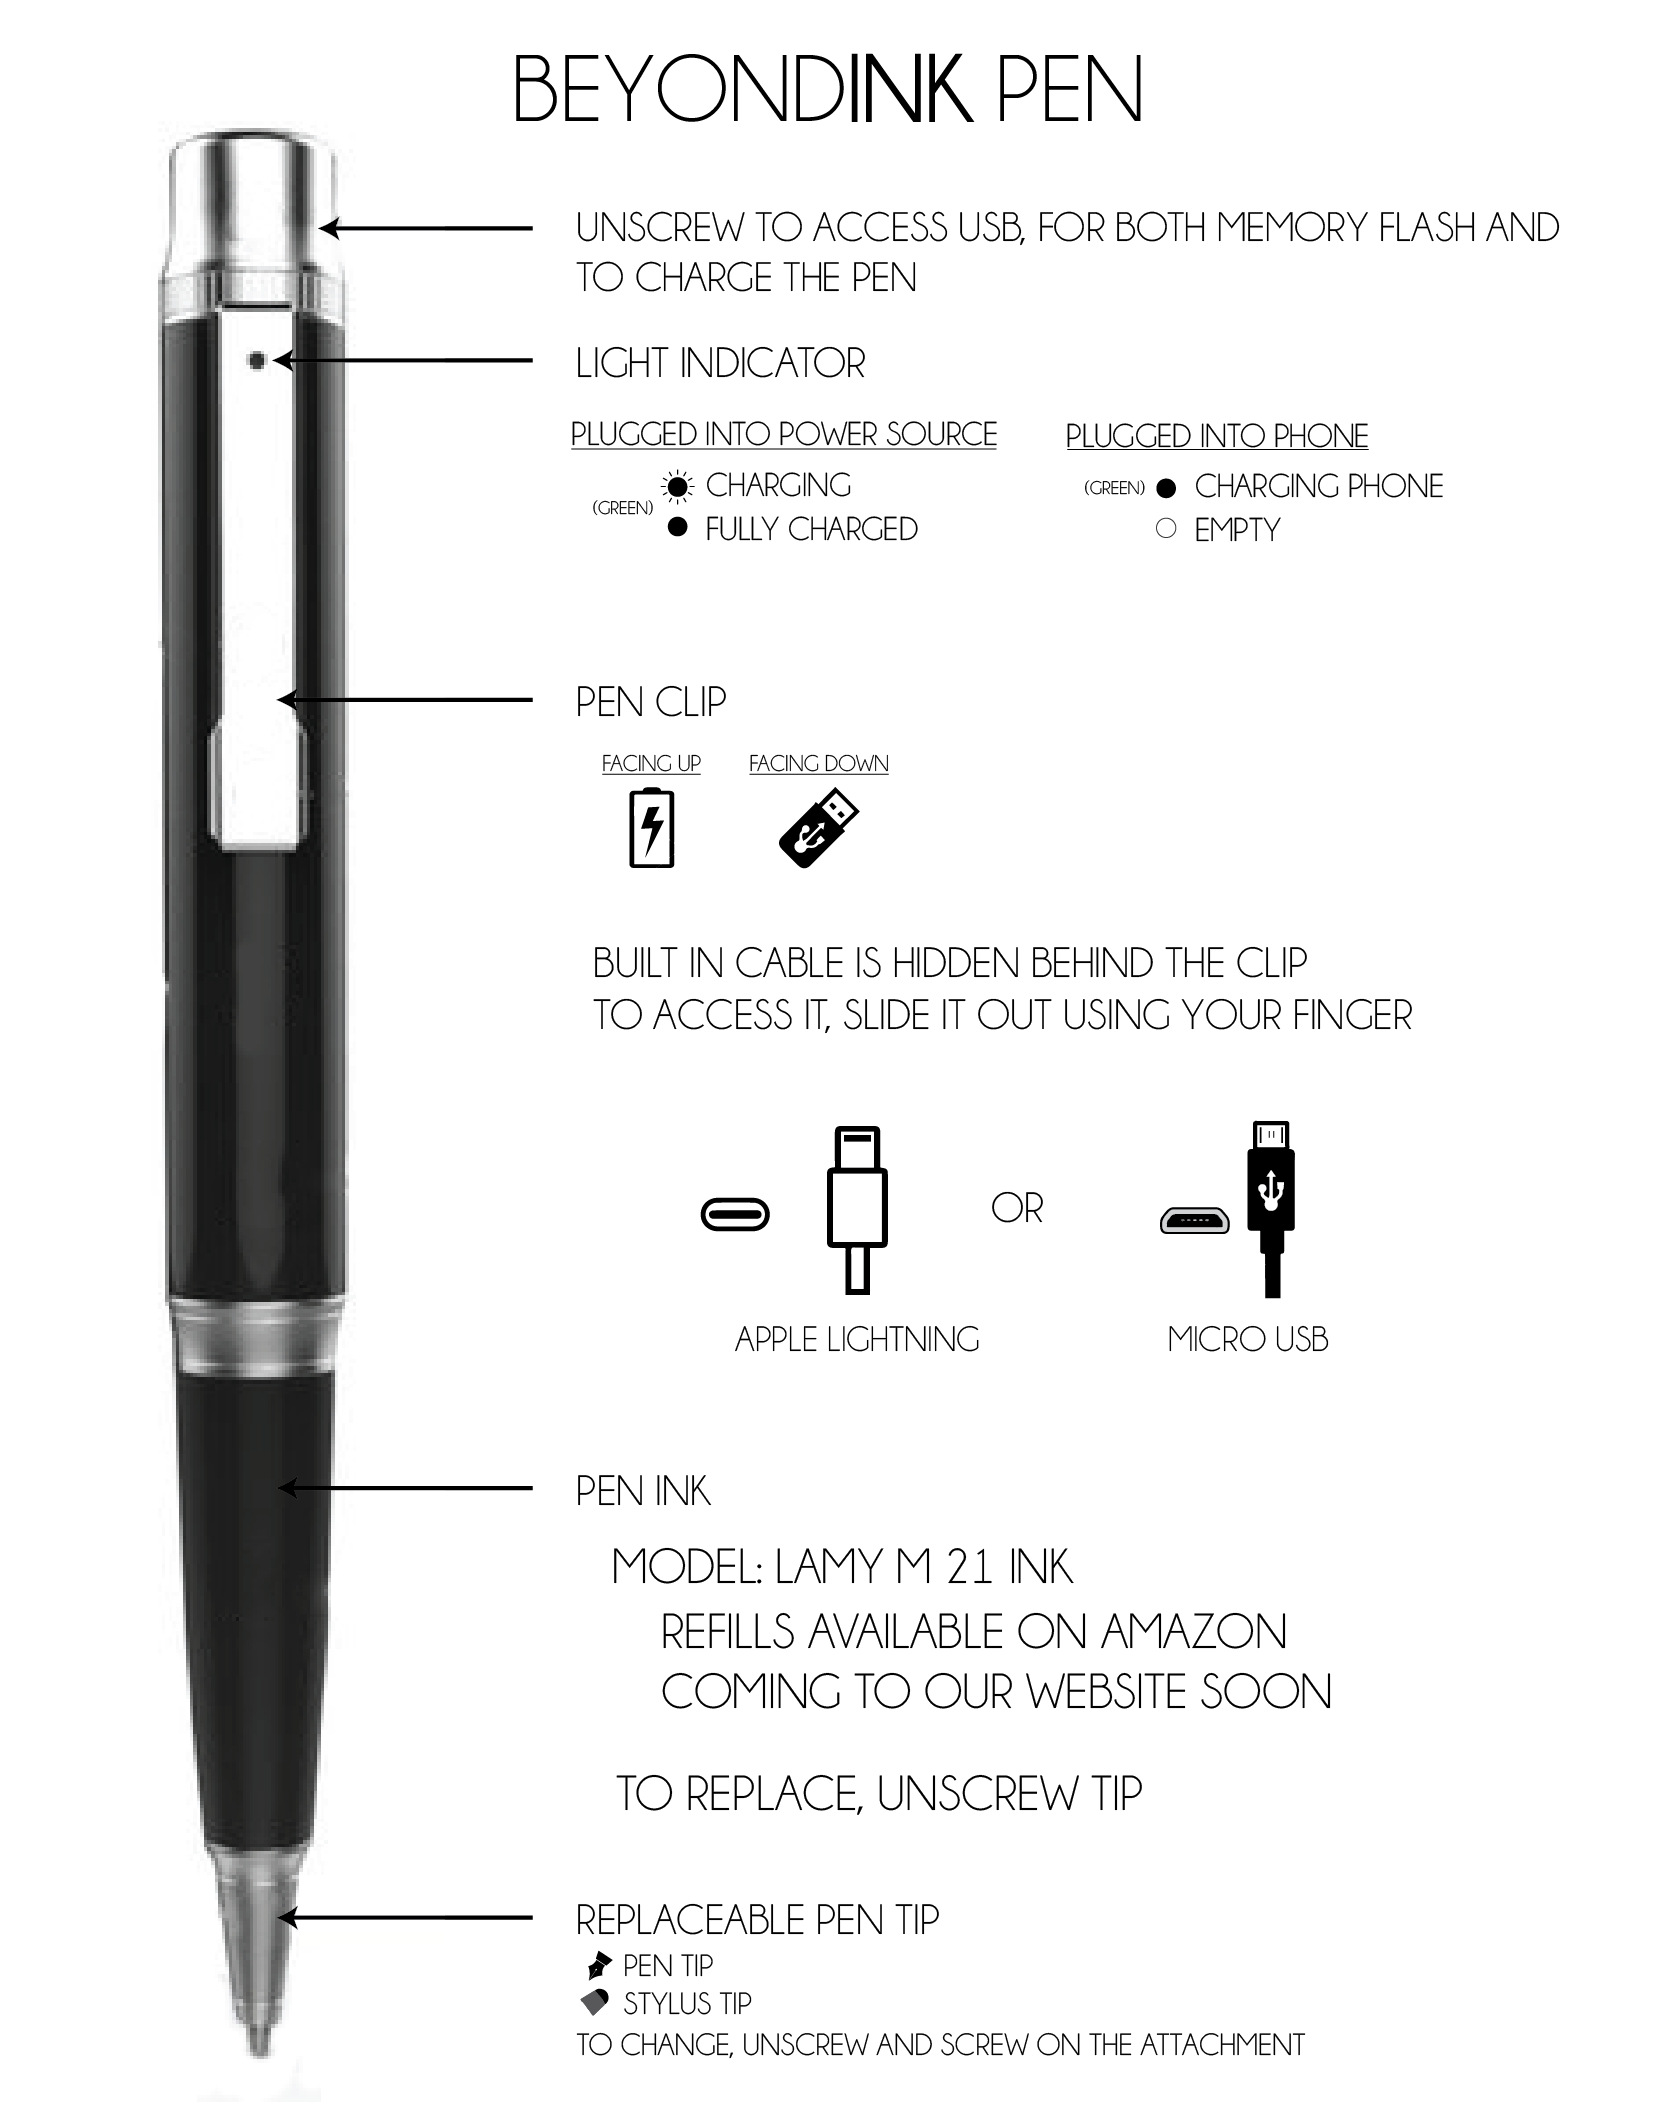 BEYONDINK PEN
UNSCREW TO ACCESS USB, FOR BOTH MEMORY FLASH AND
TO CHARGE THE PEN
LIGHT INDICATOR
PLUGGED INTO POWER SOURCE
(GREEN)
CHARGING
FULLY CHARGED
PLUGGED INTO PHONE
(GREEN)
CHARGING PHONE
EMPTY
PEN CLIP
FACING UP
FACING DOWN
BUILT IN CABLE IS HIDDEN BEHIND THE CLIP
TO ACCESS IT, SLIDE IT OUT USING YOUR FINGER
OR
APPLE LIGHTNING
MICRO USB
PEN INK
MODEL: LAMY M 21 INK
REFILLS AVAILABLE ON AMAZON
COMING TO OUR WEBSITE SOON
TO REPLACE, UNSCREW TIP
REPLACEABLE PEN TIP
PEN TIP
STYLUS TIP
TO CHANGE, UNSCREW AND SCREW ON THE ATTACHMENT